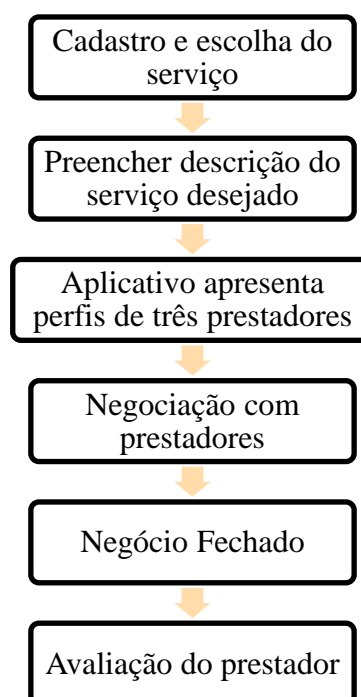 Cadastro e escolha do
serviço
Preencher descrição do
serviço desejado
Aplicativo apresenta
perfis de três prestadores
Negociação com
prestadores
Negócio Fechado
Avaliação do prestador